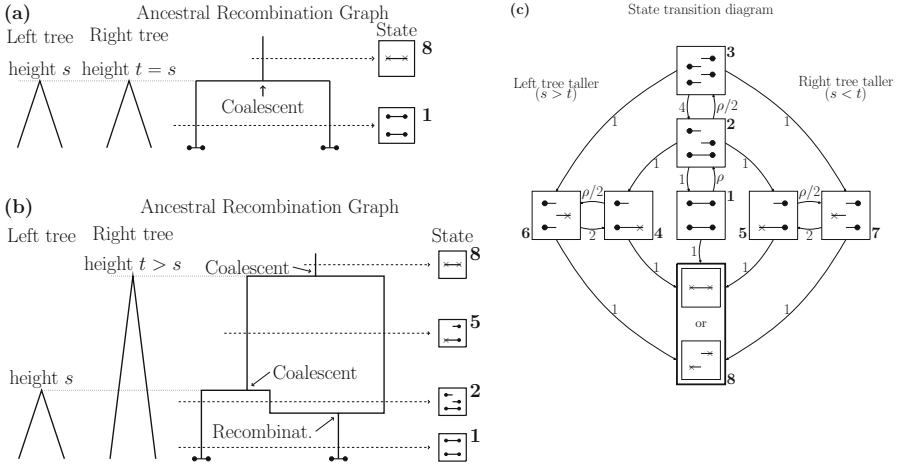 (a)
Ancestral Recombination Graph
Left tree
Right tree
State
8
height s
height t = s
Coalescent
1
(b)
Ancestral Recombination Graph
Left tree
Right tree
State
height t > s
Coalescent
8
5
height s
Coalescent
2
Recombinat.
1
(c)
State transition diagram
3
Left tree taller
(s > t)
Right tree taller
(s < t)
4
ρ/2
1
1
2
1
1
1
ρ
ρ/2
1
ρ/2
2
2
6
4
5
7
1
1
1
1
1
or
8